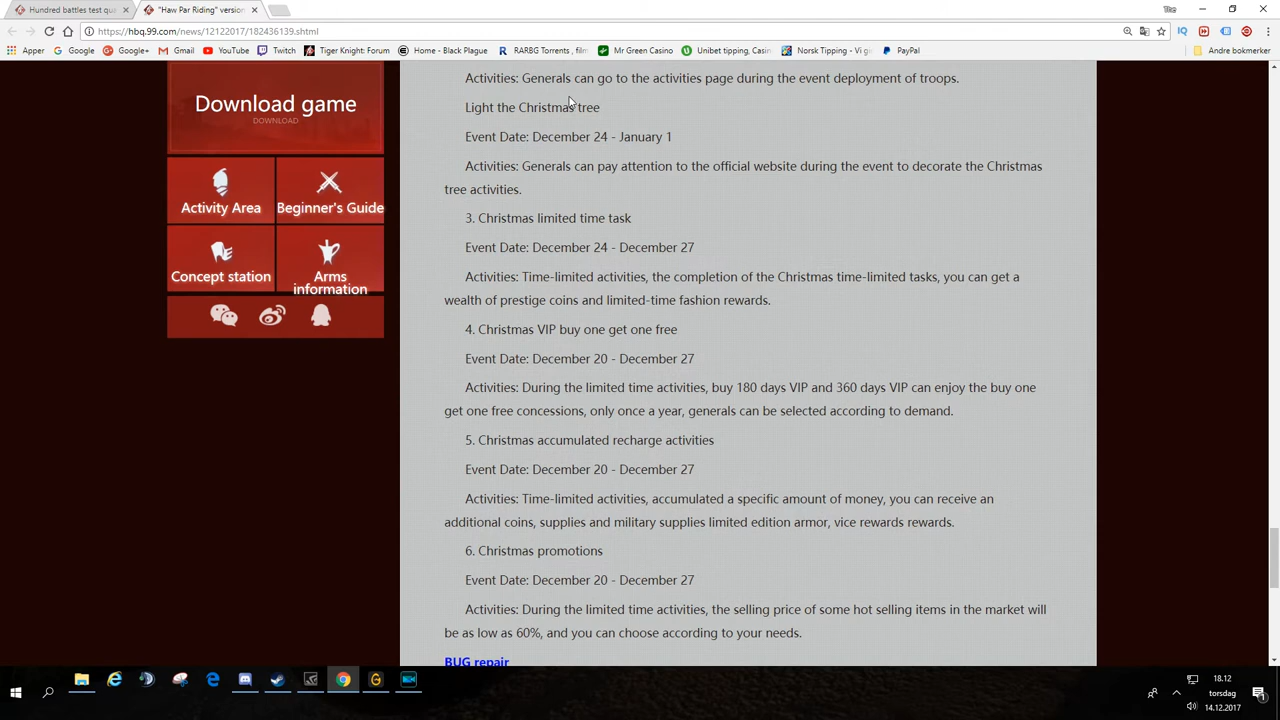 Hundred battles test qu
"Haw Par Riding" version
The
https://hbq.99.com/news/12122017/182436139.shtml
Apper
Google
Google+
Gmail
YouTube
Twitch
Tiger Knight: Forum
Home - Black Plague
RARBG Torrents , film
Mr Green Casino
Unibet tipping, Casin
Norsk Tipping - Vi gi
PayPal
Andre bokmerker
Download game
DOWNLOAD
Activity Area
Beginner's Guide
Concept station
Arms
information
Activities: Generals can go to the activities page during the event deployment of troops.
Light the Christmas tree
Event Date: December 24 - January 1
Activities: Generals can pay attention to the official website during the event to decorate the Christmas
tree activities.
3. Christmas limited time task
Event Date: December 24 - December 27
Activities: Time-limited activities, the completion of the Christmas time-limited tasks, you can get a
wealth of prestige coins and limited-time fashion rewards.
4. Christmas VIP buy one get one free
Event Date: December 20 - December 27
Activities: During the limited time activities, buy 180 days VIP and 360 days VIP can enjoy the buy one
get one free concessions, only once a year, generals can be selected according to demand.
5. Christmas accumulated recharge activities
Event Date: December 20 - December 27
Activities: Time-limited activities, accumulated a specific amount of money, you can receive an
additional coins, supplies and military supplies limited edition armor, vice rewards rewards.
6. Christmas promotions
Event Date: December 20 - December 27
Activities: During the limited time activities, the selling price of some hot selling items in the market will
be as low as 60%, and you can choose according to your needs.
BUG repair
18.12
torsdag
14.12.2017